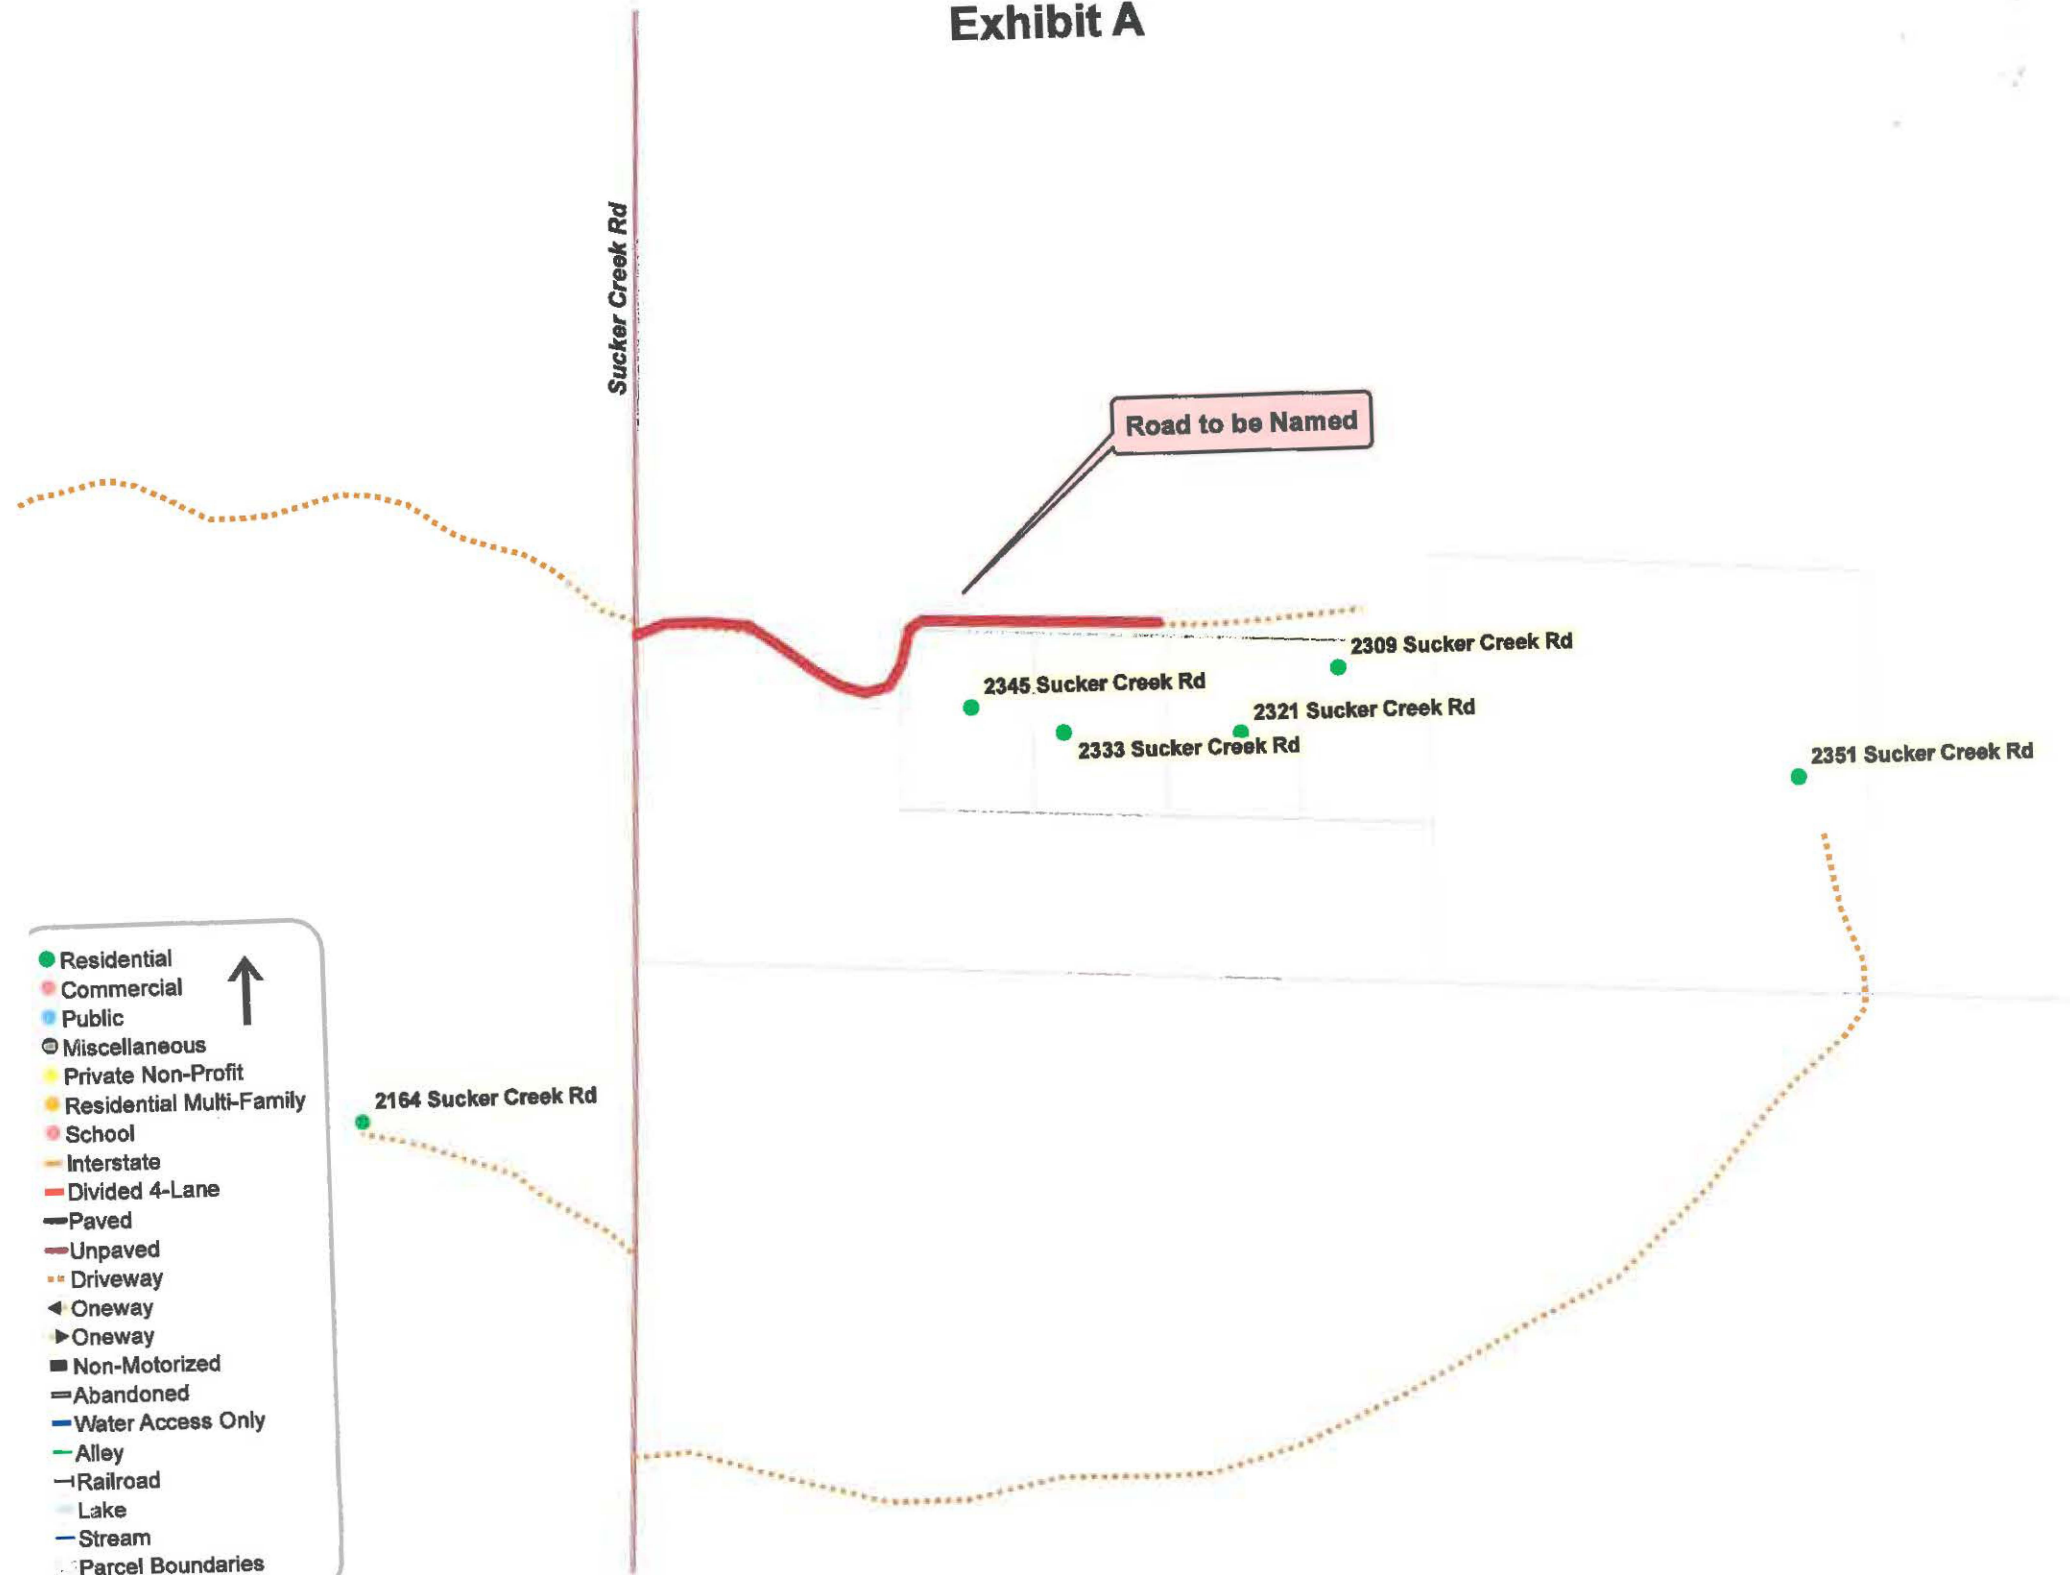 Exhibit A
Sucker Creek Rd
Road to be Named
2309 Sucker Creek Rd
2345 Sucker Creek Rd
2321 Sucker Creek Rd
2333 Sucker Creek Rd
2351 Sucker Creek Rd
2164 Sucker Creek Rd
Residential
Commercial
Public
Miscellaneous
Private Non-Profit
Residential Multi-Family
School
Interstate
Divided 4-Lane
Paved
Unpaved
Driveway
Oneway
Oneway
Non-Motorized
Abandoned
Water Access Only
Alley
Railroad
Lake
Stream
Parcel Boundaries